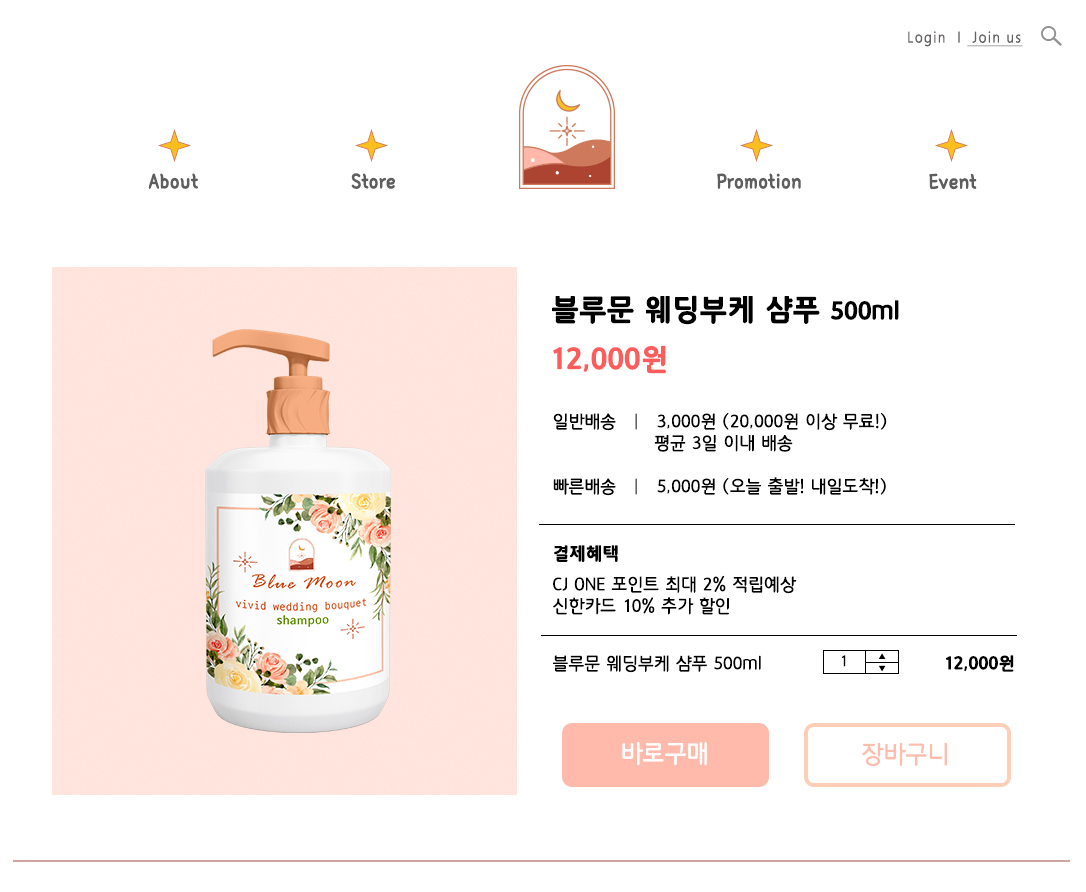 Login I Join us
About
Store
Promotion
Event
블루문 웨딩부케 샴푸 500ml
12,000원
일반배송 | 3,000원 (20,000원 이상 무료!)
평균 3일 이내 배송
빠른배송 | 5,000원 (오늘 출발! 내일도착!)
결제혜택
CJ ONE 포인트 최대 2% 적립예상
신한카드 10% 추가 할인
블루문 웨딩부케 샴푸 500ml 1 12,000원
바로구매
장바구니
Blue Moon
vivid wedding bouquet
shampoo